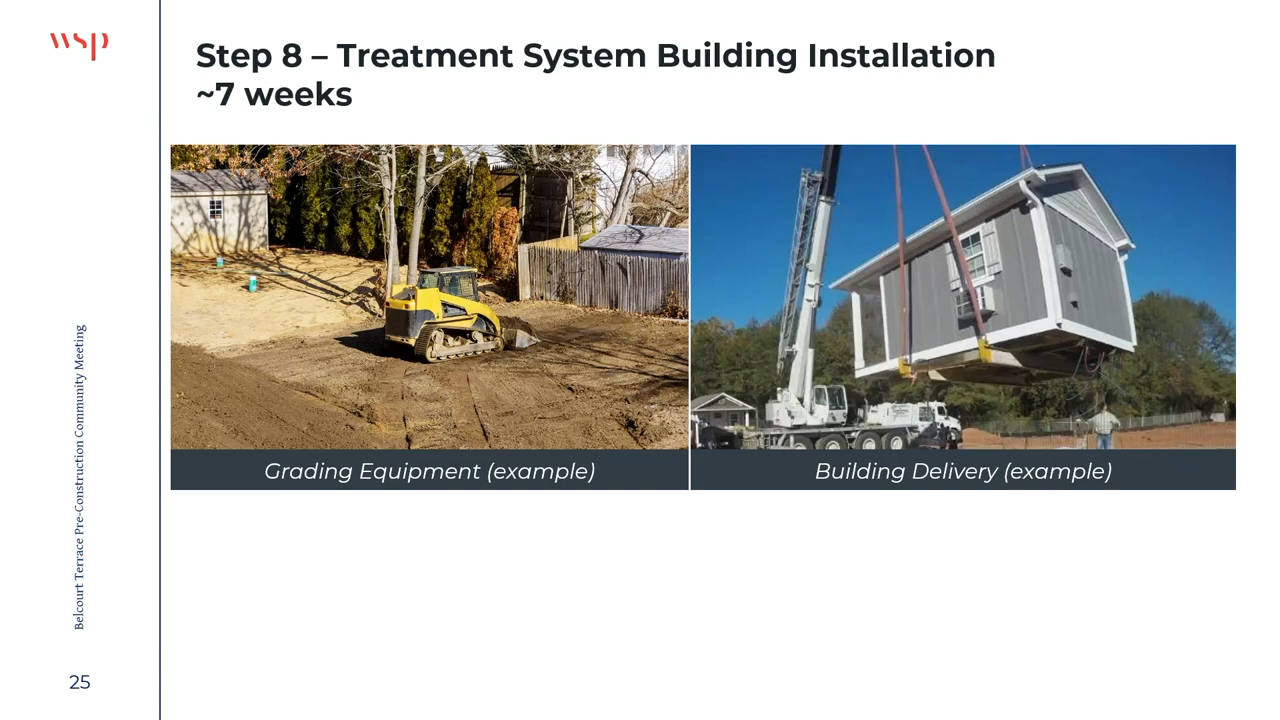 wsp
Step 8 – Treatment System Building Installation
~7 weeks
Grading Equipment (example)
Building Delivery (example)
Belcourt Terrace Pre-Construction Community Meeting
25